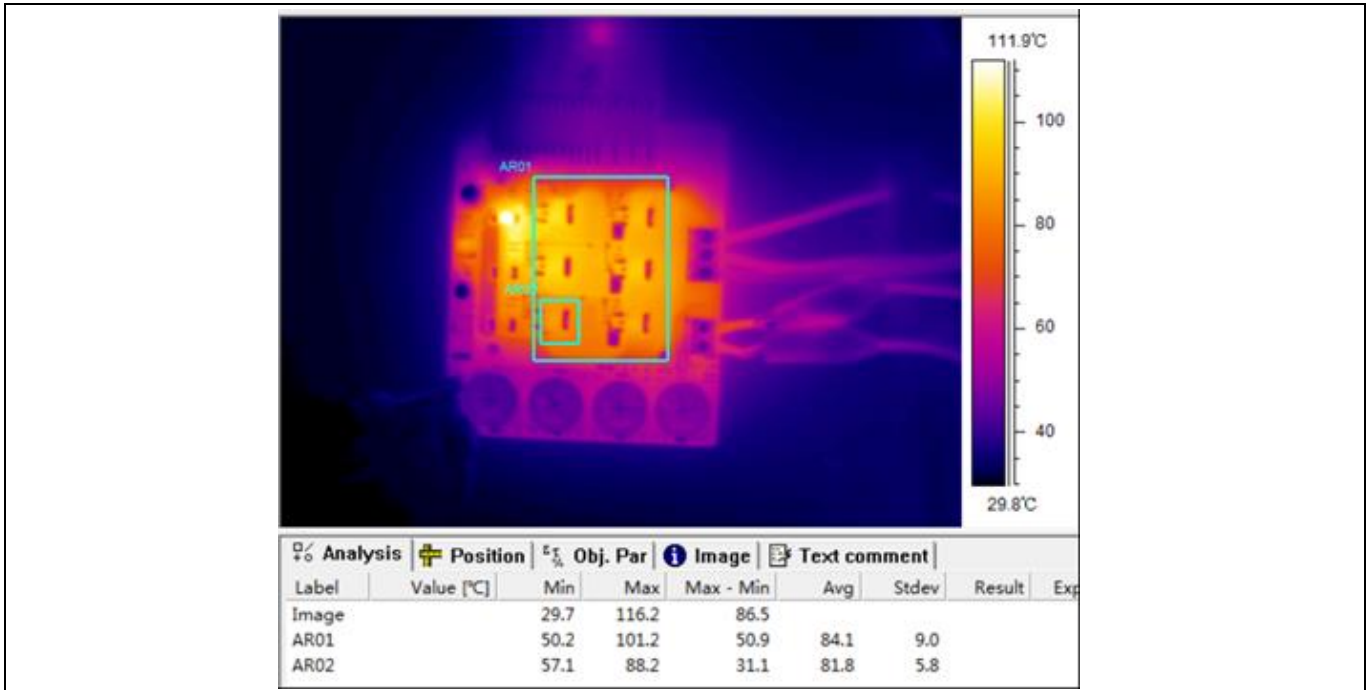 111.9°C
100
80
60
40
29.8°C
AR01
AR02
Analysis Position Obj. Par Image Text comment
Label Value [°C] Min Max Max - Min Avg Stdev Result Exp
Image 29.7 116.2 86.5
AR01 50.2 101.2 50.9 84.1 9.0
AR02 57.1 88.2 31.1 81.8 5.8